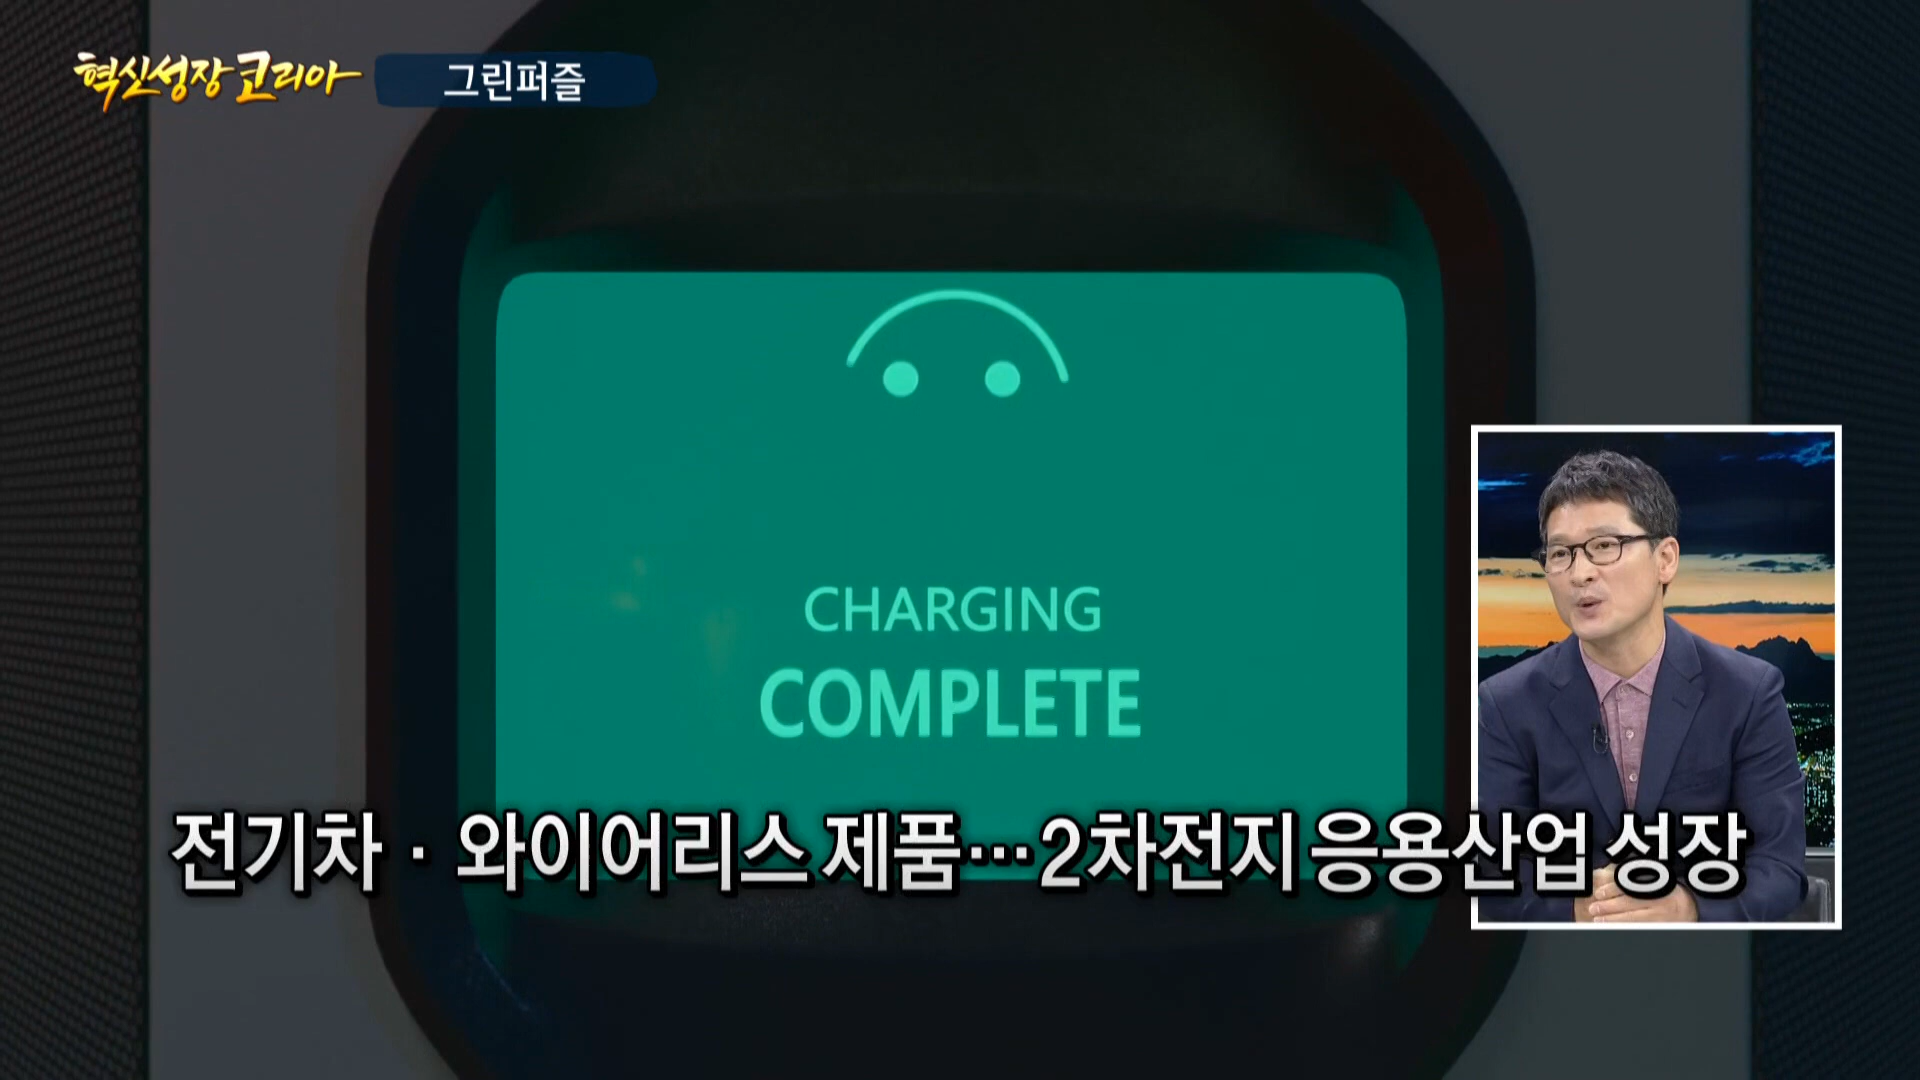 혁신성장 코리아
그린퍼즐
CHARGING
COMPLETE
전기차 · 와이어리스 제품…2차전지 응용산업 성장